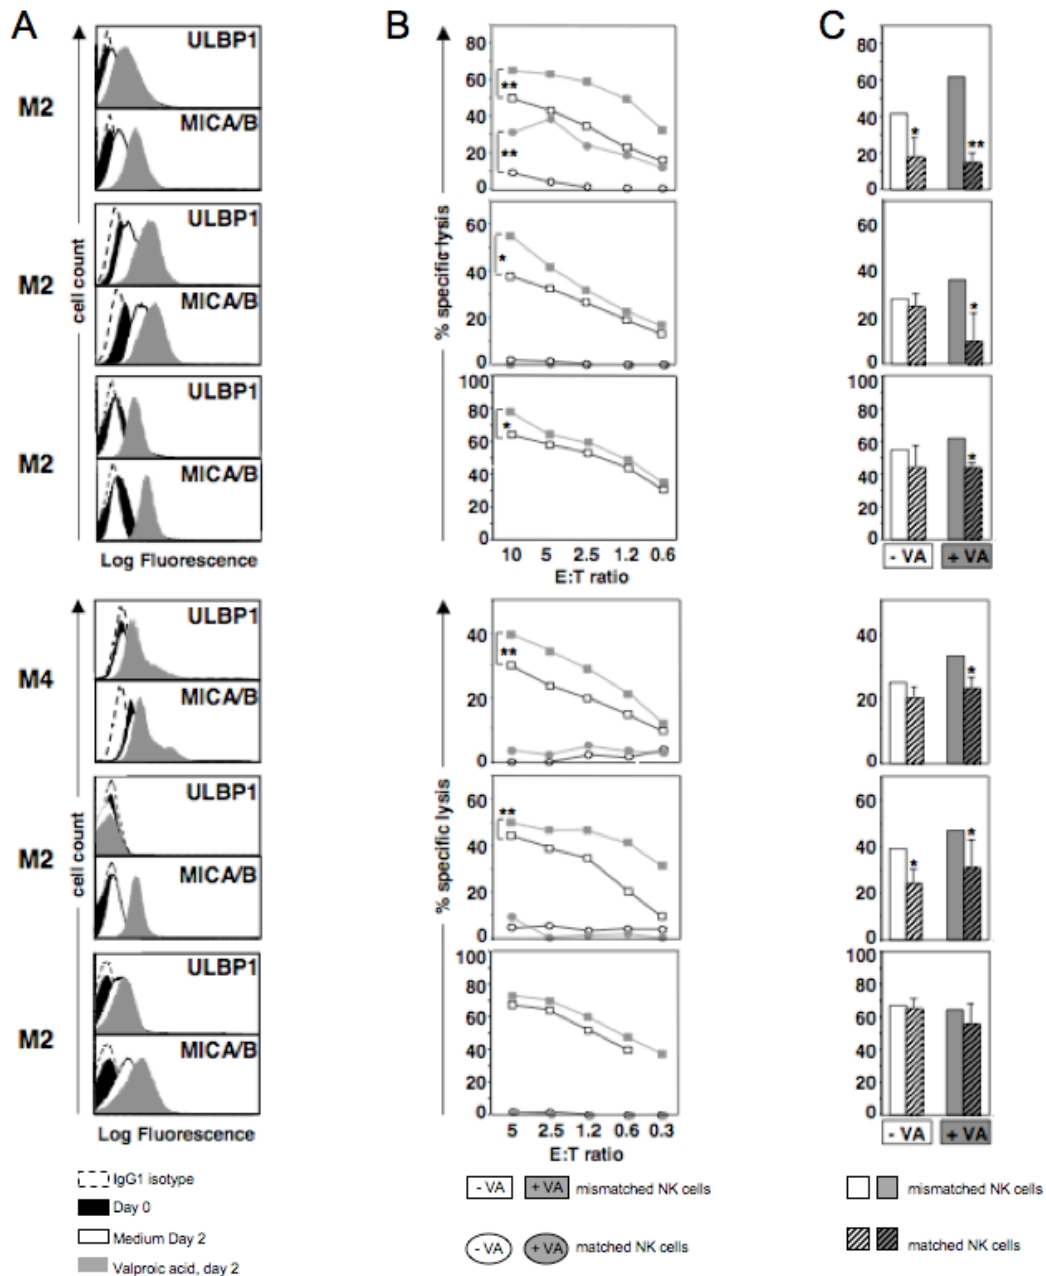 A
B
C
M2
ULBP1
MICA/B
M2
ULBP1
MICA/B
M2
ULBP1
MICA/B
cell count
Log Fluorescence
80
60
40
20
0
**
**
60
40
20
0
*
100
80
60
40
20
0
*
% specific lysis
10 5 2.5 1.2 0.6
E:T ratio
80
60
40
20
0
*
**
60
40
20
0
*
100
80
60
40
20
0
*
- VA
+ VA
M4
ULBP1
MICA/B
M2
ULBP1
MICA/B
M2
ULBP1
MICA/B
cell count
Log Fluorescence
40
20
0
**
60
40
20
0
**
100
80
60
40
20
0
% specific lysis
5 2.5 1.2 0.6 0.3
E:T ratio
40
20
0
*
60
40
20
0
*
*
100
80
60
40
20
0
- VA
+ VA
IgG1 isotype
Day 0
Medium Day 2
Valproic acid, day 2
- VA
+ VA
mismatched NK cells
- VA
+ VA
matched NK cells
mismatched NK cells
matched NK cells